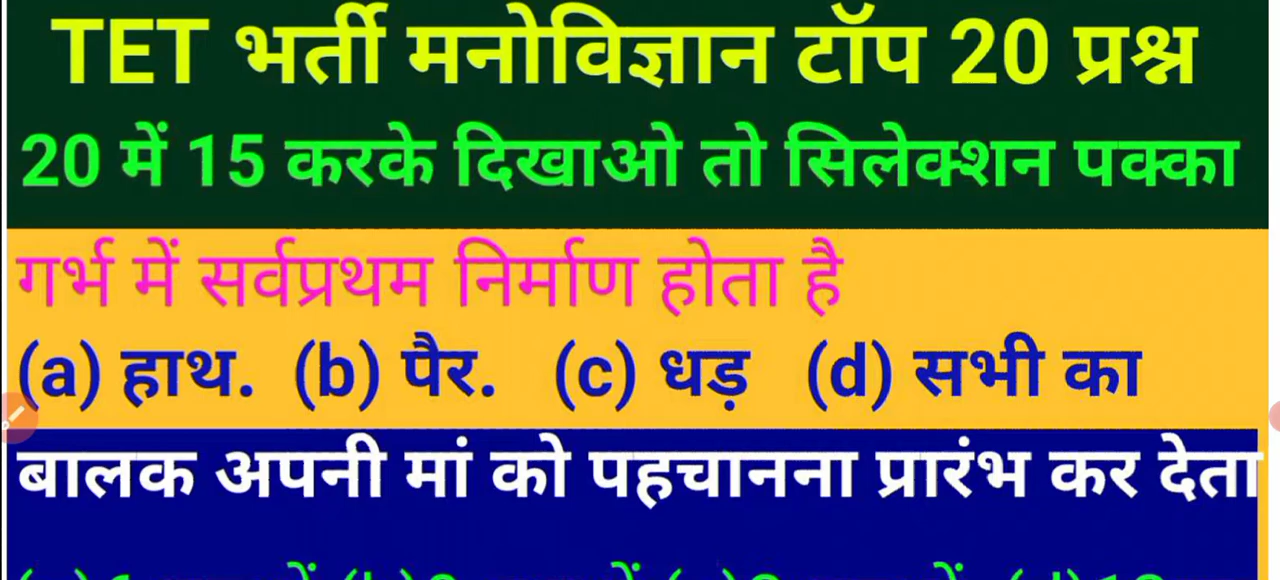 TET भर्ती मनोविज्ञान टॉप 20 प्रश्न
20 में 15 करके दिखाओ तो सिलेक्शन पक्का
गर्भ में सर्वप्रथम निर्माण होता है
(a) हाथ. (b) पैर. (c) धड़ (d) सभी का
बालक अपनी मां को पहचानना प्रारंभ कर देता